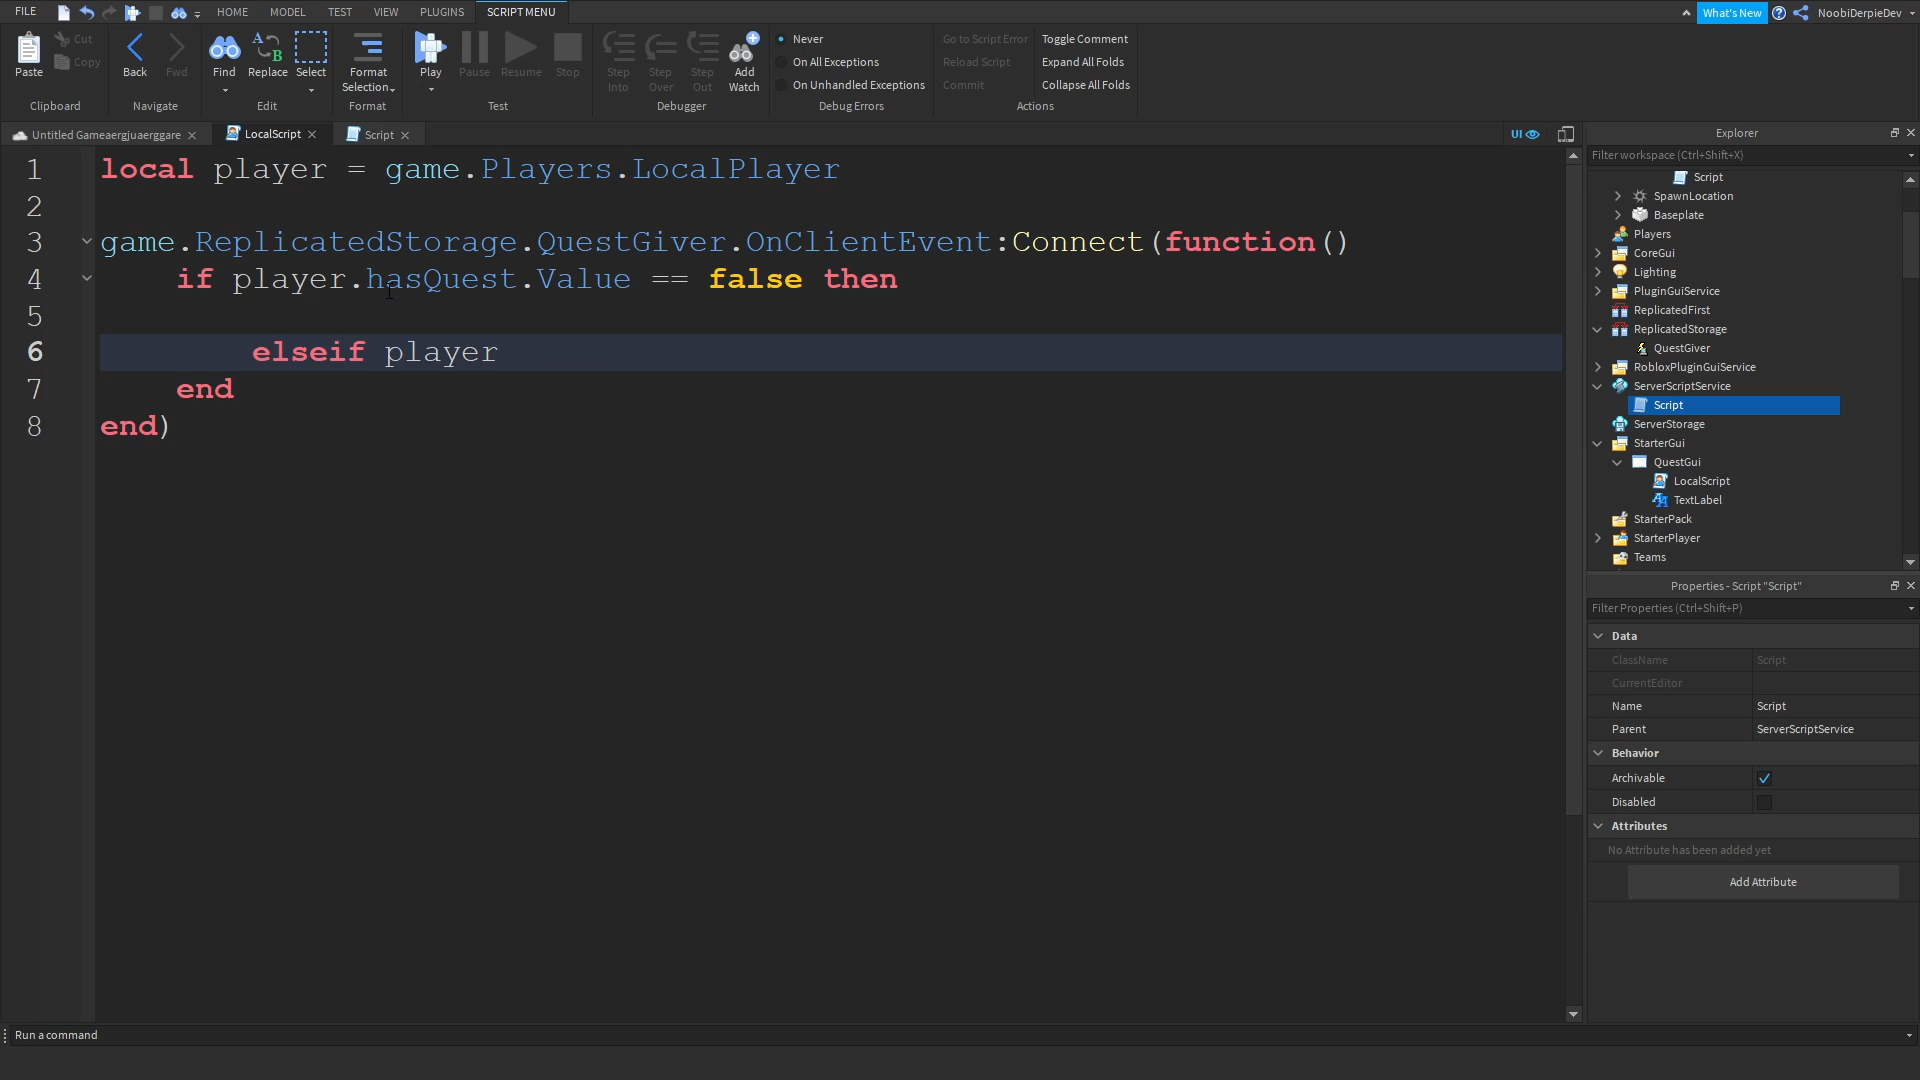 FILE HOME MODEL TEST VIEW PLUGINS SCRIPT MENU What's New NoobiDerpieDev
Paste Cut Copy Back Fwd Find Replace Select Format Selection Play Pause Resume Stop Step Into Step Over Step Out Add Watch
Never
On All Exceptions
On Unhandled Exceptions
Go to Script Error
Reload Script
Commit
Toggle Comment
Expand All Folds
Collapse All Folds
Clipboard Navigate Edit Format Test Debugger Debug Errors Actions
Untitled Gameaergjuaerggare LocalScript Script UI
1 local player = game.Players.LocalPlayer
2
3 game.ReplicatedStorage.QuestGiver.OnClientEvent:Connect(function()
4 if player.hasQuest.Value == false then
5
6 elseif player
7 end
8 end)
Explorer
Filter workspace (Ctrl+Shift+X)
Script
SpawnLocation
Baseplate
Players
CoreGui
Lighting
PluginGuiService
ReplicatedFirst
ReplicatedStorage
QuestGiver
RobloxPluginGuiService
ServerScriptService
Script
ServerStorage
StarterGui
QuestGui
LocalScript
TextLabel
StarterPack
StarterPlayer
Teams
Properties - Script "Script"
Filter Properties (Ctrl+Shift+P)
Data
ClassName Script
CurrentEditor
Name Script
Parent ServerScriptService
Behavior
Archivable
Disabled
Attributes
No Attribute has been added yet
Add Attribute
Run a command